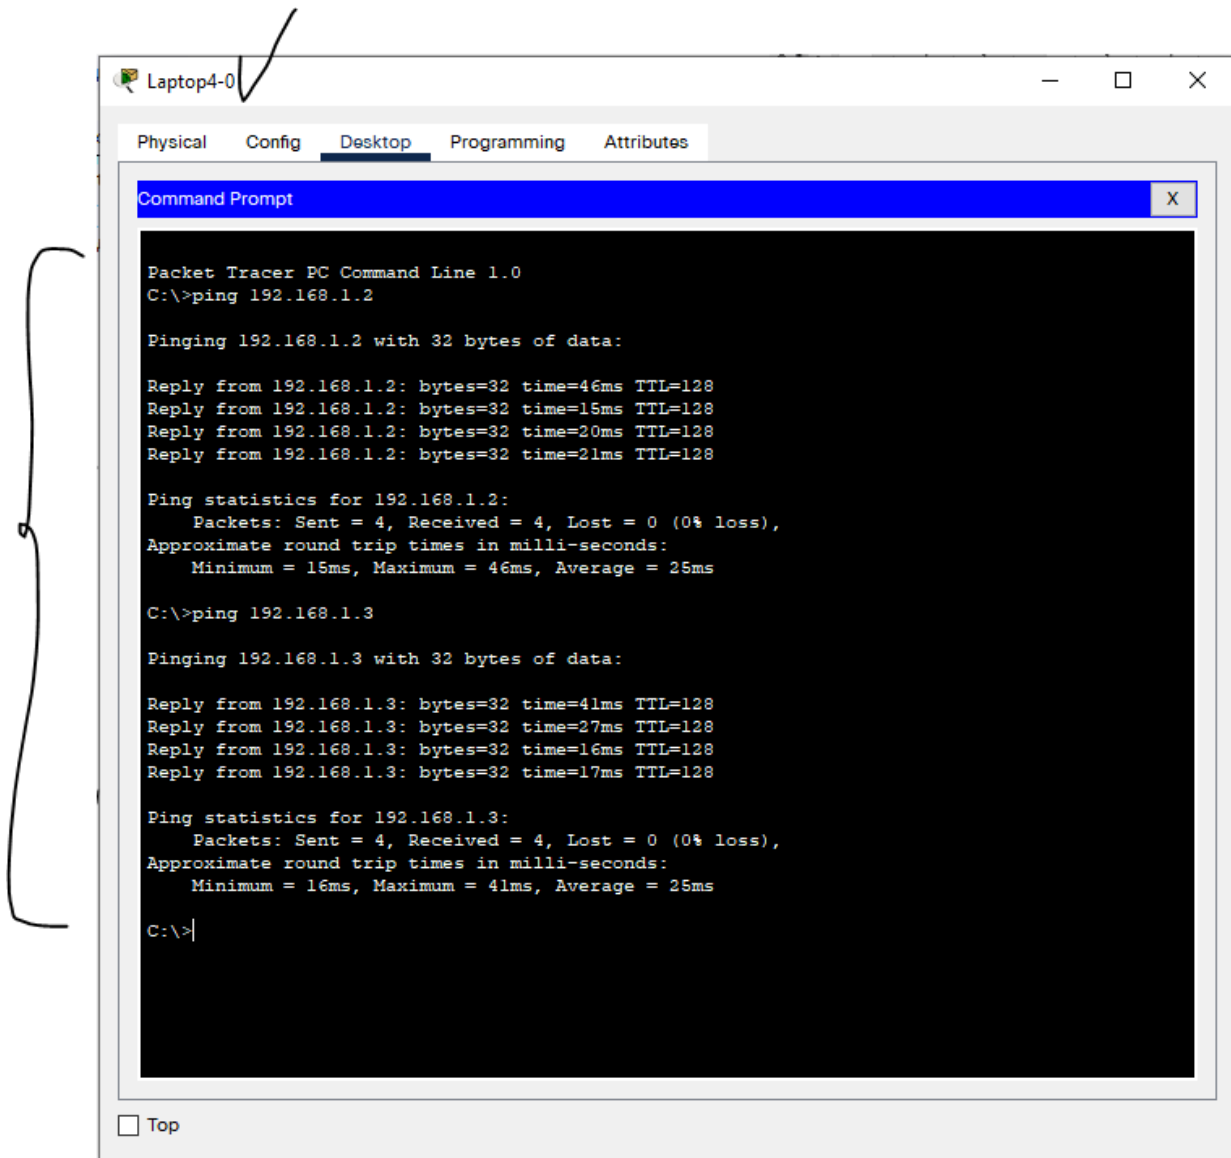 Laptop4-0
Physical Config Desktop Programming Attributes
Command Prompt X
Packet Tracer PC Command Line 1.0
C:\>ping 192.168.1.2
Pinging 192.168.1.2 with 32 bytes of data:
Reply from 192.168.1.2: bytes=32 time=46ms TTL=128
Reply from 192.168.1.2: bytes=32 time=15ms TTL=128
Reply from 192.168.1.2: bytes=32 time=20ms TTL=128
Reply from 192.168.1.2: bytes=32 time=21ms TTL=128
Ping statistics for 192.168.1.2:
Packets: Sent = 4, Received = 4, Lost = 0 (0% loss),
Approximate round trip times in milli-seconds:
Minimum = 15ms, Maximum = 46ms, Average = 25ms
C:\>ping 192.168.1.3
Pinging 192.168.1.3 with 32 bytes of data:
Reply from 192.168.1.3: bytes=32 time=41ms TTL=128
Reply from 192.168.1.3: bytes=32 time=27ms TTL=128
Reply from 192.168.1.3: bytes=32 time=16ms TTL=128
Reply from 192.168.1.3: bytes=32 time=17ms TTL=128
Ping statistics for 192.168.1.3:
Packets: Sent = 4, Received = 4, Lost = 0 (0% loss),
Approximate round trip times in milli-seconds:
Minimum = 16ms, Maximum = 41ms, Average = 25ms
C:\>
Top